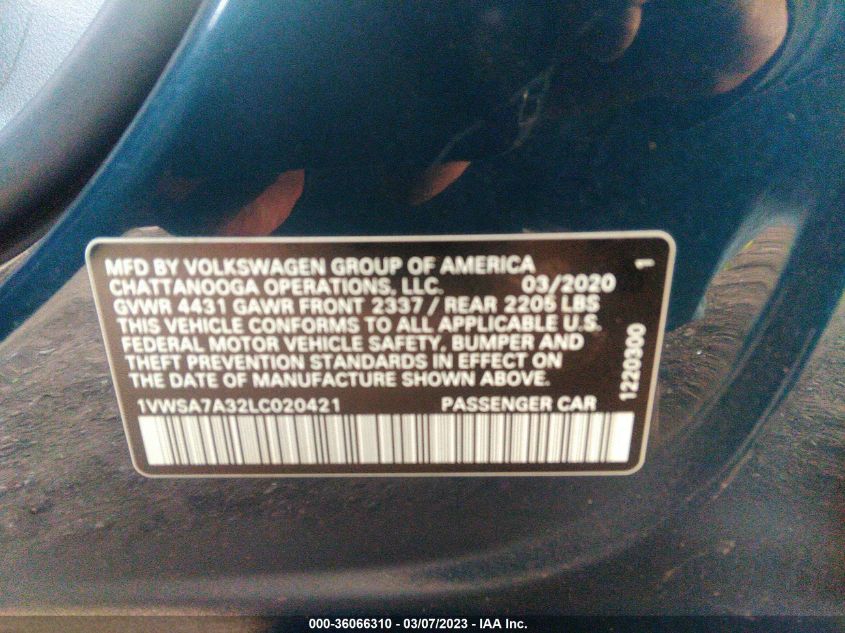 MFD BY VOLKSWAGEN GROUP OF AMERICA
CHATTANOOGA OPERATIONS, LLC. 03/2020
GVWR 4431 GAWR FRONT 2337 / REAR 2205 LBS
THIS VEHICLE CONFORMS TO ALL APPLICABLE U.S.
FEDERAL MOTOR VEHICLE SAFETY, BUMPER AND
THEFT PREVENTION STANDARDS IN EFFECT ON
THE DATE OF MANUFACTURE SHOWN ABOVE.
1VWSA7A32LC020421 PASSENGER CAR
1220300 1
000-36066310 - 03/07/2023 - IAA Inc.